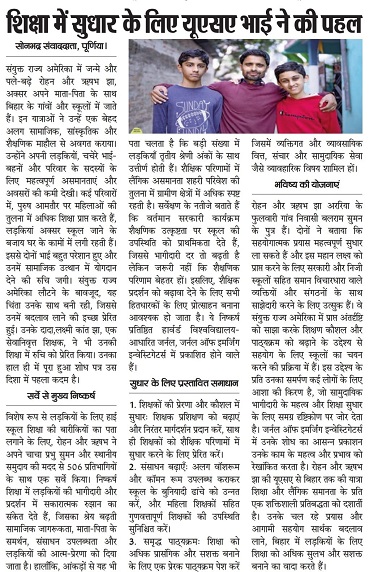 शिक्षा में सुधार के लिए यूएसए भाई ने की पहल
सोनभद्र संवाददाता, पूर्णिया।
संयुक्त राज्य अमेरिका में जन्मे और
पले-बढ़े रोहन और ऋषभ झा,
अक्सर अपने माता-पिता के साथ
बिहार के गांवों और स्कूलों में जाते
हैं। इन यात्राओं ने उन्हें एक बेहद
अलग सामाजिक, सांस्कृतिक और
शैक्षणिक माहौल से अवगत कराया।
उन्होंने अपनी लड़कियां, चचेरे भाई-
बहनों और परिवार के सदस्यों के
लिए महत्वपूर्ण असमानताएं और
अवसरों की कमी देखी। कई परिवारों
में, पुरुष आमतौर पर महिलाओं की
तुलना में अधिक शिक्षा प्राप्त करते हैं,
लड़कियां अक्सर स्कूल जाने के
बजाय घर के कामों में लगी रहती हैं।
इससे दोनों भाई बहुत परेशान हुए और
उनमें सामाजिक उत्थान में योगदान
देने की रुचि जगी। संयुक्त राज्य
अमेरिका लौटने के बावजूद, यह
चिंता उनके साथ बनी रही, जिससे
उनमें बदलाव लाने की इच्छा प्रेरित
हुई। उनके दादा,लक्ष्मी कांत झा, एक
सेवानिवृत्त शिक्षक, ने भी उनकी
शिक्षा में रुचि को प्रेरित किया। उनका
हाल ही में पूरा हुआ शोध पत्र उस
दिशा में पहला कदम है।
सर्वे से मुख्य निष्कर्ष
विशेष रूप से लड़कियों के लिए हाई
स्कूल शिक्षा की बारीकियों का पता
लगाने के लिए, रोहन और ऋषभ ने
अपने चाचा प्रभु सुमन और स्थानीय
समुदाय की मदद से 506 प्रतिभागियों
के साथ एक सर्वे किया। निष्कर्ष
शिक्षा में लड़कियों की भागीदारी और
प्रदर्शन में सकारात्मक रुझान का
संकेत देते हैं, जिसका श्रेय बढ़ती
सामाजिक जागरूकता, माता-पिता के
समर्थन, संसाधन उपलब्धता और
लड़कियों की आत्म-प्रेरणा को दिया
जाता है। हालाँकि, आंकड़ों से यह भी
पता चलता है कि बड़ी संख्या में
लड़कियाँ तृतीय श्रेणी अंकों के साथ
उत्तीर्ण होती हैं। शैक्षिक परिणामों में
लैंगिक असमानता शहरी परिवेश की
तुलना में ग्रामीण क्षेत्रों में अधिक स्पष्ट
रहती है। सर्वेक्षण के नतीजे बताते हैं
कि वर्तमान सरकारी कार्यक्रम
शैक्षणिक उत्कृष्टता पर स्कूल की
उपस्थिति को प्राथमिकता देते हैं,
जिससे भागीदारी दर तो बढ़ती है
लेकिन जरूरी नहीं कि शैक्षणिक
परिणाम बेहतर हों। इसलिए, शैक्षिक
प्रदर्शन को बढ़ावा देने के लिए सभी
हितधारकों के लिए प्रोत्साहन बनाना
आवश्यक हो जाता है। ये निष्कर्ष
प्रतिष्ठित हार्वर्ड विश्वविद्यालय-
आधारित जर्नल, जर्नल ऑफ इमर्जिंग
इन्वेस्टिगेटर्स में प्रकाशित होने वाले
हैं।
सुधार के लिए प्रस्तावित समाधान
1. शिक्षकों की प्रेरणा और कौशल में
सुधार: शिक्षक प्रशिक्षण को बढ़ाएं
और निरंतर मार्गदर्शन प्रदान करें, साथ
ही शिक्षकों को शैक्षिक परिणामों में
सुधार करने के लिए प्रेरित करें।
2. संसाधन बढ़ाएँ: अलग वॉशरूम
और कॉमन रूम उपलब्ध कराकर
स्कूल के बुनियादी ढांचे को उन्नत
करें, और महिला शिक्षकों सहित
गुणवत्तापूर्ण शिक्षकों की उपस्थिति
सुनिश्चित करें।
3. समृद्ध पाठ्यक्रम: शिक्षा को
अधिक प्रासंगिक और सशक्त बनाने
के लिए एक प्रेरक पाठ्यक्रम पेश करें
जिसमें व्यक्तिगत और व्यावसायिक
वित्त, संचार और सामुदायिक सेवा
जैसे व्यावहारिक विषय शामिल हों।
भविष्य की योजनाएं
रोहन और ऋषभ झा अररिया के
फुलवारी गांव निवासी बलराम सुमन
के पुत्र हैं। दोनों ने बताया कि
सहयोगात्मक प्रयास महत्वपूर्ण सुधार
ला सकते हैं और इस महान लक्ष्य को
प्राप्त करने के लिए सरकारी और निजी
स्कूलों सहित समान विचारधारा वाले
व्यक्तियों और संगठनों के साथ
साझेदारी करने के लिए उत्सुक हैं। वे
संयुक्त राज्य अमेरिका में प्राप्त अंतर्दृष्टि
को साझा करके शिक्षण कौशल और
पाठ्यक्रम को बढ़ाने के उद्देश्य से
सहयोग के लिए स्कूलों का चयन
करने की प्रक्रिया में हैं। इस उद्देश्य के
प्रति उनका समर्पण कई लोगों के लिए
आशा की किरण है, जो सामुदायिक
भागीदारी के महत्व और शिक्षा सुधार
के लिए समग्र दृष्टिकोण पर जोर देता
है। जर्नल ऑफ इमर्जिंग इन्वेस्टिगेटर्स
में उनके शोध का आसन्न प्रकाशन
उनके काम के महत्व और प्रभाव को
रेखांकित करता है। रोहन और ऋषभ
झा की यूएसए से बिहार तक की यात्रा
शिक्षा और लैंगिक समानता के प्रति
एक शक्तिशाली प्रतिबद्धता को दर्शाती
है। उनके चल रहे प्रयास और
आगामी सहयोग सार्थक बदलाव
लाने, बिहार में लड़कियों के लिए
शिक्षा को अधिक सुलभ और सशक्त
बनाने का वादा करते हैं।